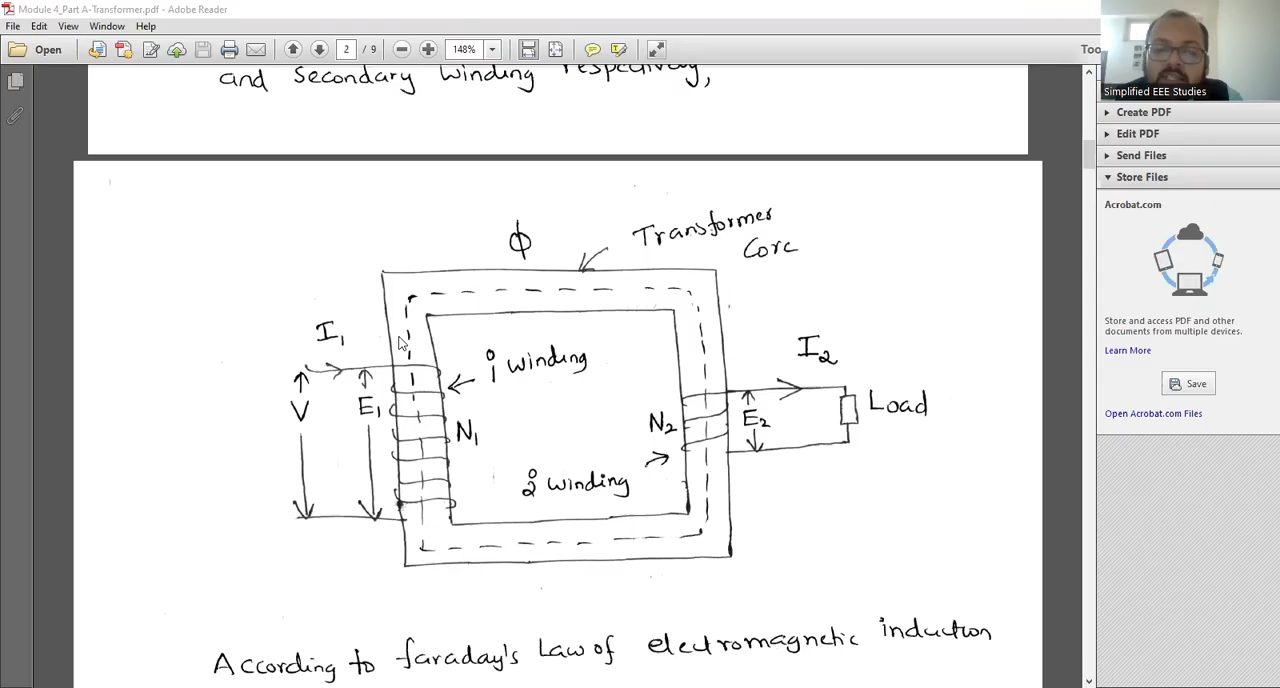 Module 4_Part A-Transformer.pdf - Adobe Reader
File Edit View Window Help
Open 2 / 9 148% Too
Simplified EEE Studies
Create PDF
Edit PDF
Send Files
Store Files
Acrobat.com
Store and access PDF and other
documents from multiple devices.
Learn More
Save
Open Acrobat.com Files
and secondary winding respectively,
Φ
Transformer
Core
I1
V
E1
1° winding
N1
N2
2° winding
E2
I2
Load
According to faraday's Law of electromagnetic induction